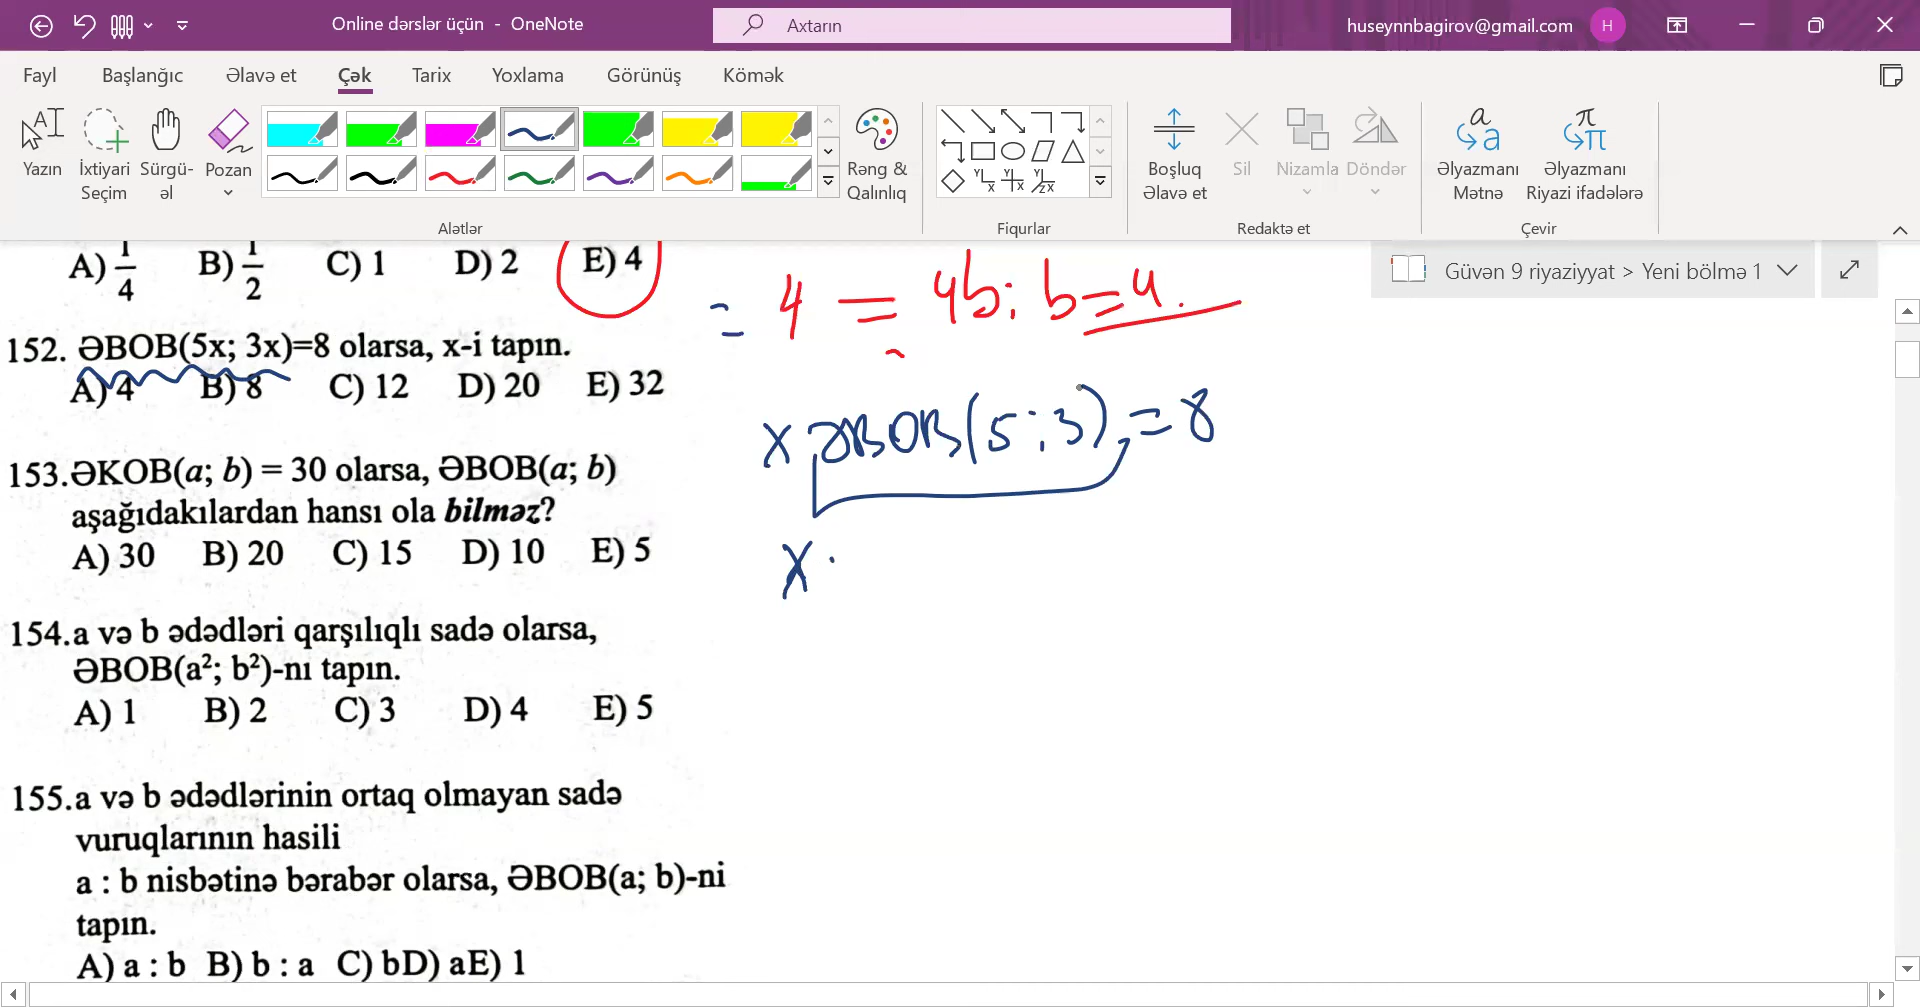 Online dərslər üçün - OneNote
Axtarın
huseynnbagirov@gmail.com H
Fayl Başlanğıc Əlavə et Çək Tarix Yoxlama Görünüş Kömək
Yazın
İxtiyari Seçim
Sürgü-əl
Pozan
Rəng & Qalınlıq
Boşluq Əlavə et
Sil
Nizamla
Döndər
Əlyazmanı Mətnə
Əlyazmanı Riyazi ifadələrə
Alətlər Fiqurlar Redaktə et Çevir
Güvən 9 riyaziyyat > Yeni bölmə 1
A) 1/4 B) 1/2 C) 1 D) 2 E) 4
= 4 = 4b; b=4.
152. ƏBOB(5x; 3x)=8 olarsa, x-i tapın.
A) 4 B) 8 C) 12 D) 20 E) 32
x ƏBOB(5;3) = 8
x ·
153. ƏKOB(a; b) = 30 olarsa, ƏBOB(a; b)
aşağıdakılardan hansı ola bilməz?
A) 30 B) 20 C) 15 D) 10 E) 5
154. a və b ədədləri qarşılıqlı sadə olarsa,
ƏBOB(a²; b²)-nı tapın.
A) 1 B) 2 C) 3 D) 4 E) 5
155. a və b ədədlərinin ortaq olmayan sadə
vuruqlarının hasili
a : b nisbətinə bərabər olarsa, ƏBOB(a; b)-ni
tapın.
A) a : b B) b : a C) bD) aE) 1